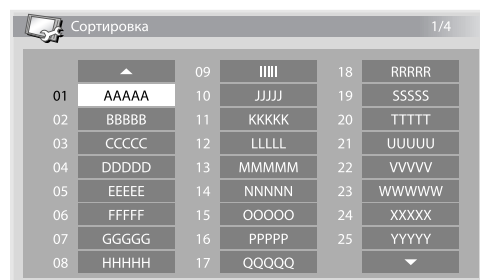 Сортировка 1/4
01 AAAAA
02 BBBBB
03 CCCCC
04 DDDDD
05 EEEEE
06 FFFFF
07 GGGGG
08 HHHHH
09 IIIII
10 JJJJJ
11 KKKKK
12 LLLLL
13 MMMMM
14 NNNNN
15 OOOOO
16 PPPPP
17 QQQQQ
18 RRRRR
19 SSSSS
20 TTTTT
21 UUUUU
22 VVVVV
23 WWWWW
24 XXXXX
25 YYYYY